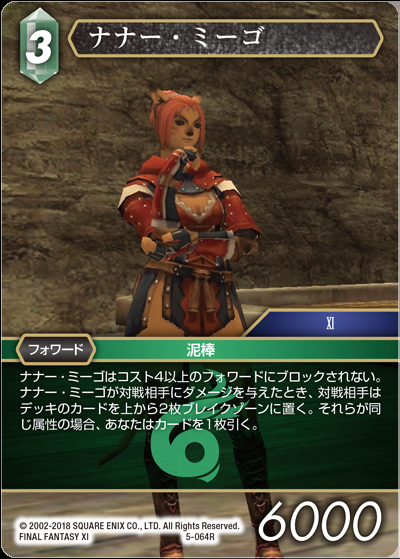 3
ナナー・ミーゴ
XI
フォワード
泥棒
ナナー・ミーゴはコスト4以上のフォワードにブロックされない。
ナナー・ミーゴが対戦相手にダメージを与えたとき、対戦相手は
デッキのカードを上から2枚ブレイクゾーンに置く。それらが同
じ属性の場合、あなたはカードを1枚引く。
© 2002-2018 SQUARE ENIX CO., LTD. All Rights Reserved.
FINAL FANTASY XI
5-064R
6000